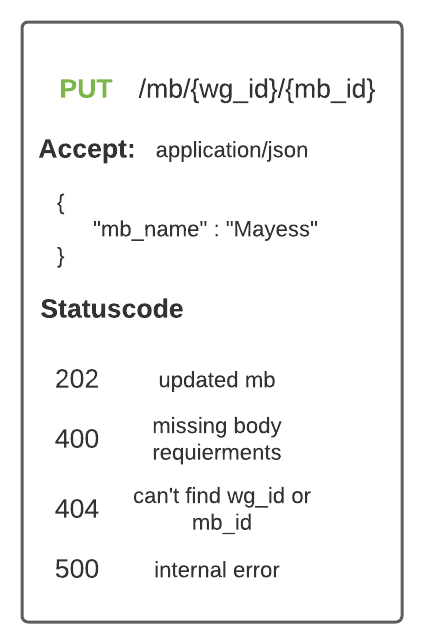 PUT /mb/{wg_id}/{mb_id}
Accept: application/json
{
"mb_name" : "Mayess"
}
Statuscode
202 updated mb
400 missing body
requierments
404 can't find wg_id or
mb_id
500 internal error